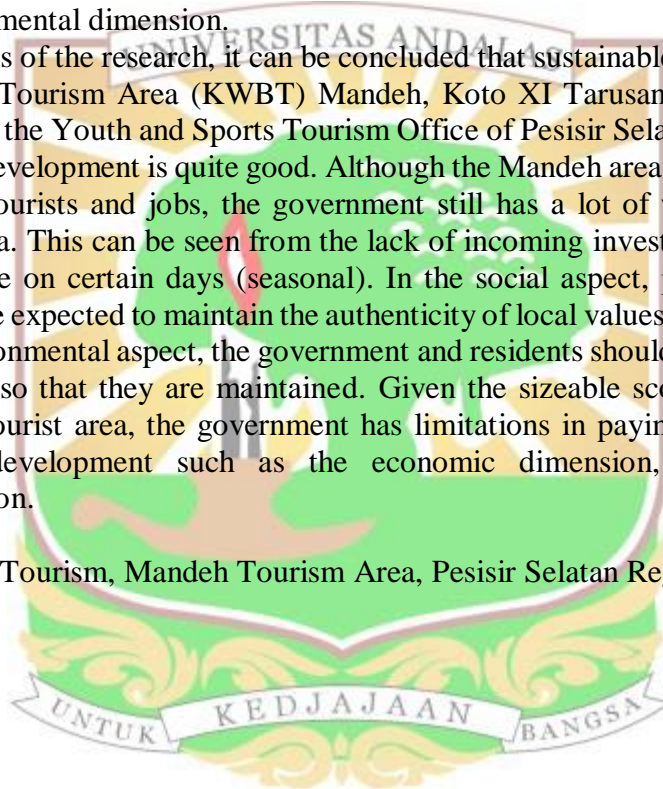 mental dimension.
UNIVERSITAS ANDALAS
s of the research, it can be concluded that sustainable
Tourism Area (KWBT) Mandeh, Koto XI Tarusan
the Youth and Sports Tourism Office of Pesisir Sela
evelopment is quite good. Although the Mandeh area
ourists and jobs, the government still has a lot of
a. This can be seen from the lack of incoming invest
e on certain days (seasonal). In the social aspect,
e expected to maintain the authenticity of local values
onmental aspect, the government and residents should
so that they are maintained. Given the sizeable sco
ourist area, the government has limitations in payin
development such as the economic dimension,
on.
Tourism, Mandeh Tourism Area, Pesisir Selatan Re
UNTUK KEDJAJAAN BANGSA